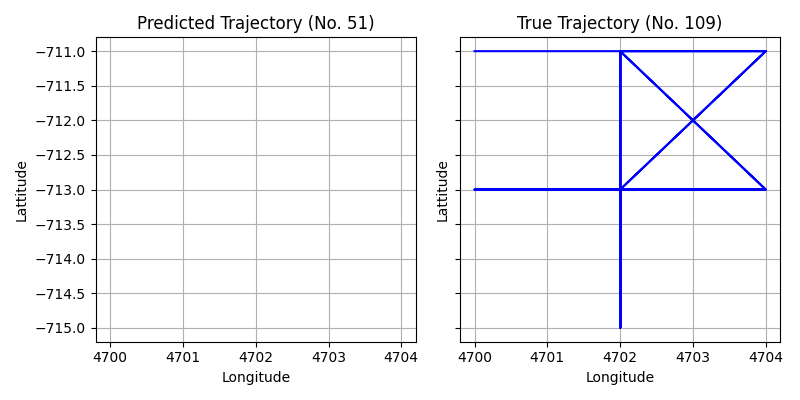 Predicted Trajectory (No. 51)
True Trajectory (No. 109)
−711.0
−711.5
−712.0
−712.5
−713.0
−713.5
−714.0
−714.5
−715.0
Lattitude
Lattitude
4700 4701 4702 4703 4704
4700 4701 4702 4703 4704
Longitude
Longitude